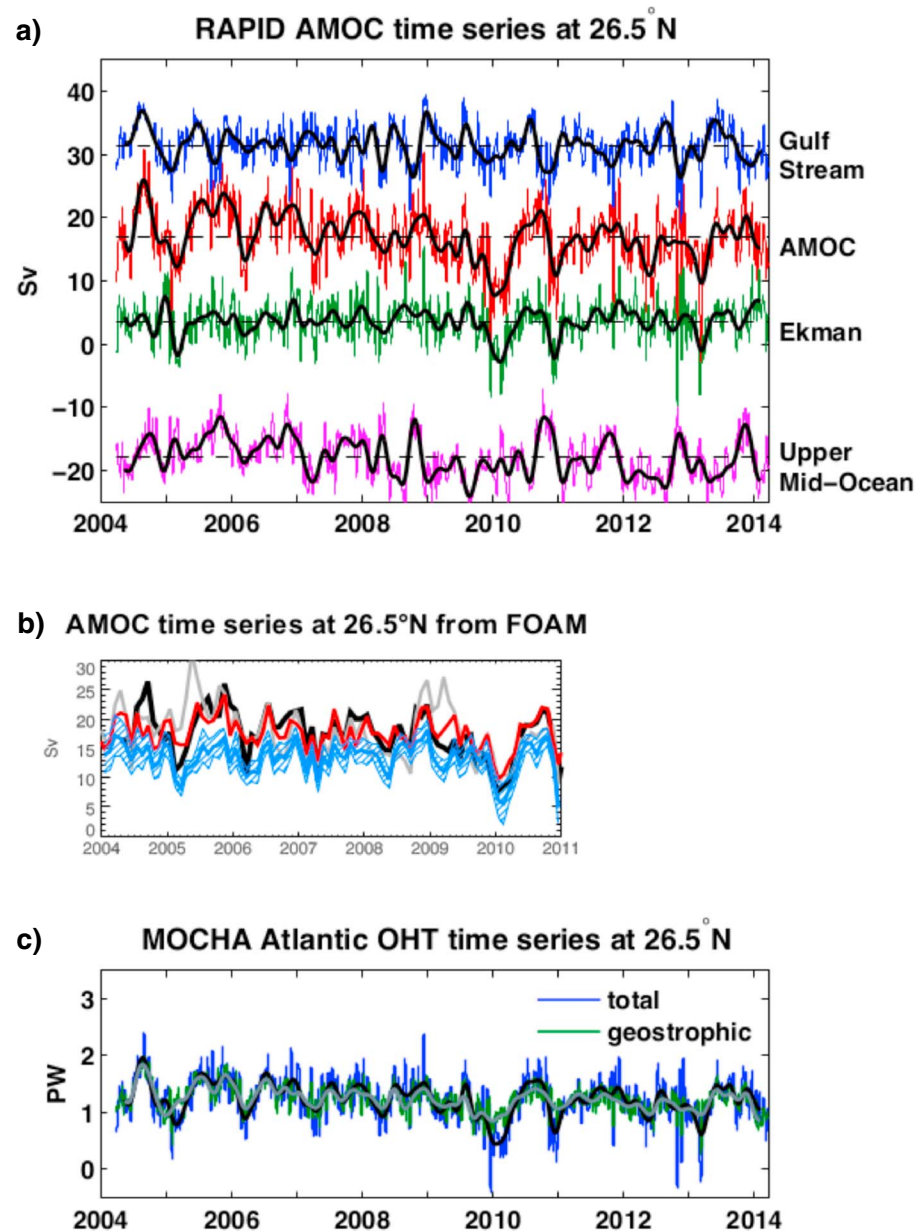 a)
RAPID AMOC time series at 26.5°N
40
30
20
10
0
−10
−20
Sv
Gulf
Stream
AMOC
Ekman
Upper
Mid−Ocean
2004 2006 2008 2010 2012 2014
b) AMOC time series at 26.5°N from FOAM
30
25
20
15
10
5
0
Sv
2004 2005 2006 2007 2008 2009 2010 2011
c)
MOCHA Atlantic OHT time series at 26.5°N
3
2
1
0
PW
total
geostrophic
2004 2006 2008 2010 2012 2014